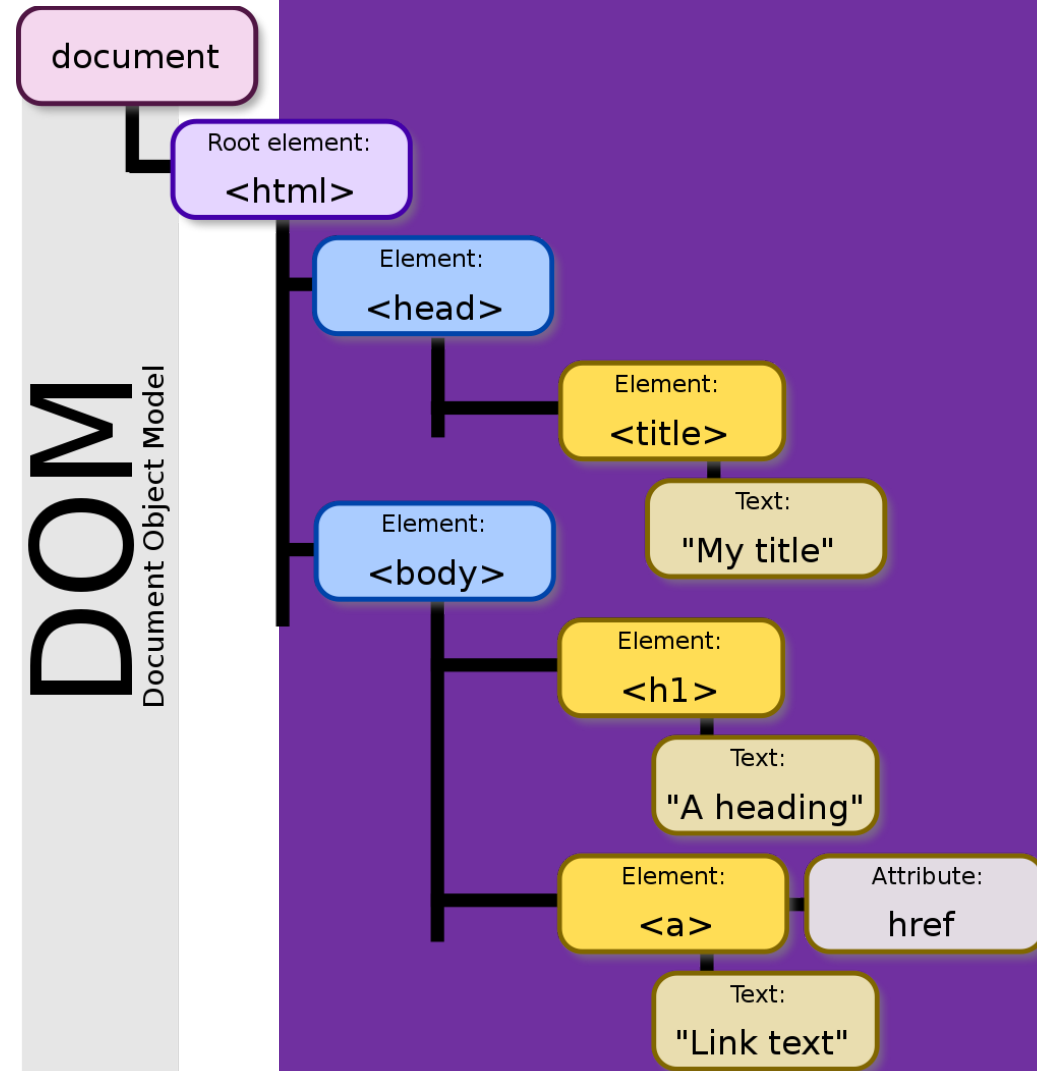 document
Root element:
<html>
Element:
<head>
Element:
<title>
Text:
"My title"
Element:
<body>
Element:
<h1>
Text:
"A heading"
Element:
<a>
Attribute:
href
Text:
"Link text"
DOM
Document Object Model